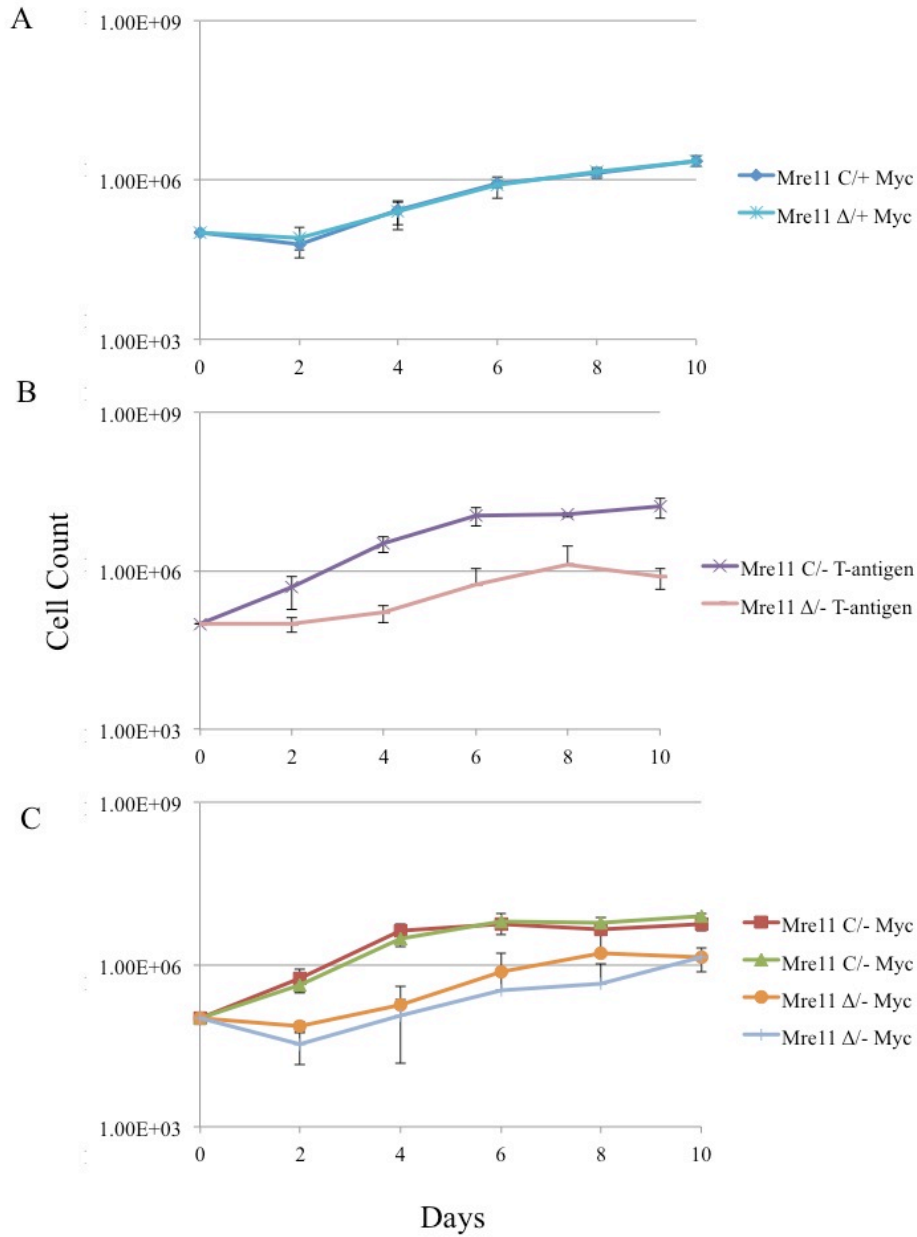 A
1.00E+09
1.00E+06
1.00E+03
0 2 4 6 8 10
Mre11 C/+ Myc
Mre11 Δ/+ Myc
B
1.00E+09
1.00E+06
1.00E+03
0 2 4 6 8 10
Mre11 C/- T-antigen
Mre11 Δ/- T-antigen
Cell Count
C
1.00E+09
1.00E+06
1.00E+03
0 2 4 6 8 10
Mre11 C/- Myc
Mre11 C/- Myc
Mre11 Δ/- Myc
Mre11 Δ/- Myc
Days